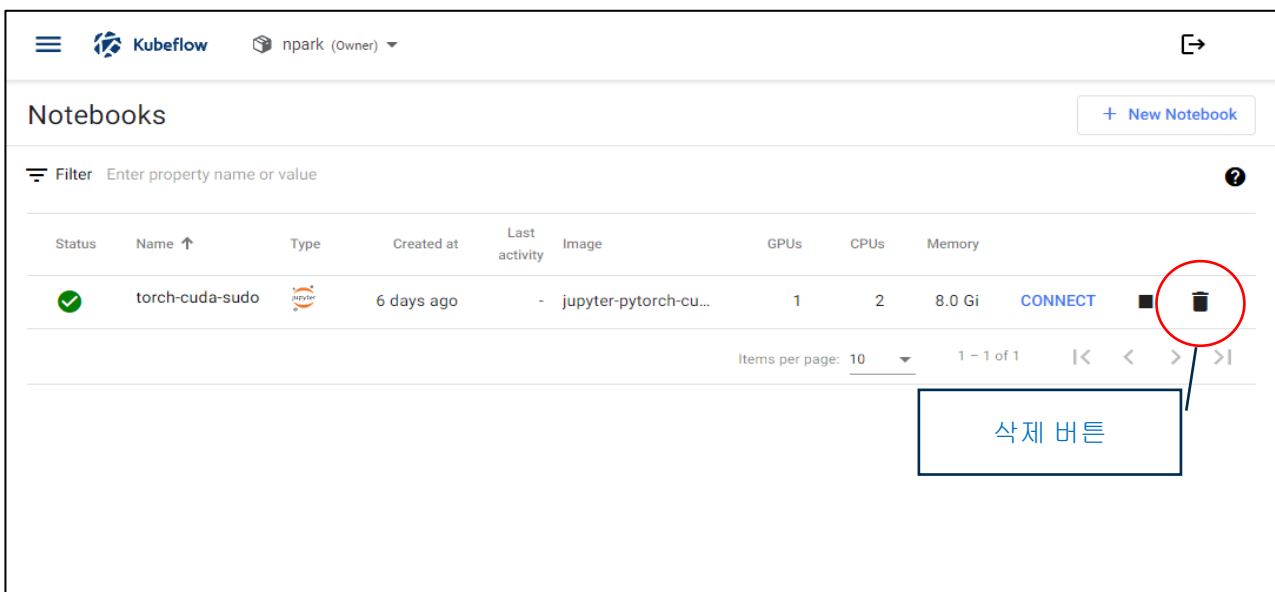 Kubeflow npark (Owner)
Notebooks
+ New Notebook
Filter Enter property name or value
Status Name Type Created at Last activity Image GPUs CPUs Memory
torch-cuda-sudo jupyter 6 days ago - jupyter-pytorch-cu... 1 2 8.0 Gi CONNECT
Items per page: 10 1 – 1 of 1
삭제 버튼